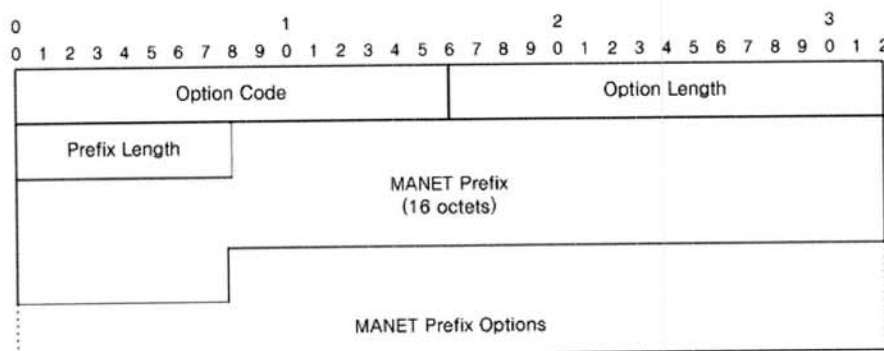 0 1 2 3
0 1 2 3 4 5 6 7 8 9 0 1 2 3 4 5 6 7 8 9 0 1 2 3 4 5 6 7 8 9 0 1 2
Option Code Option Length
Prefix Length
MANET Prefix
(16 octets)
MANET Prefix Options